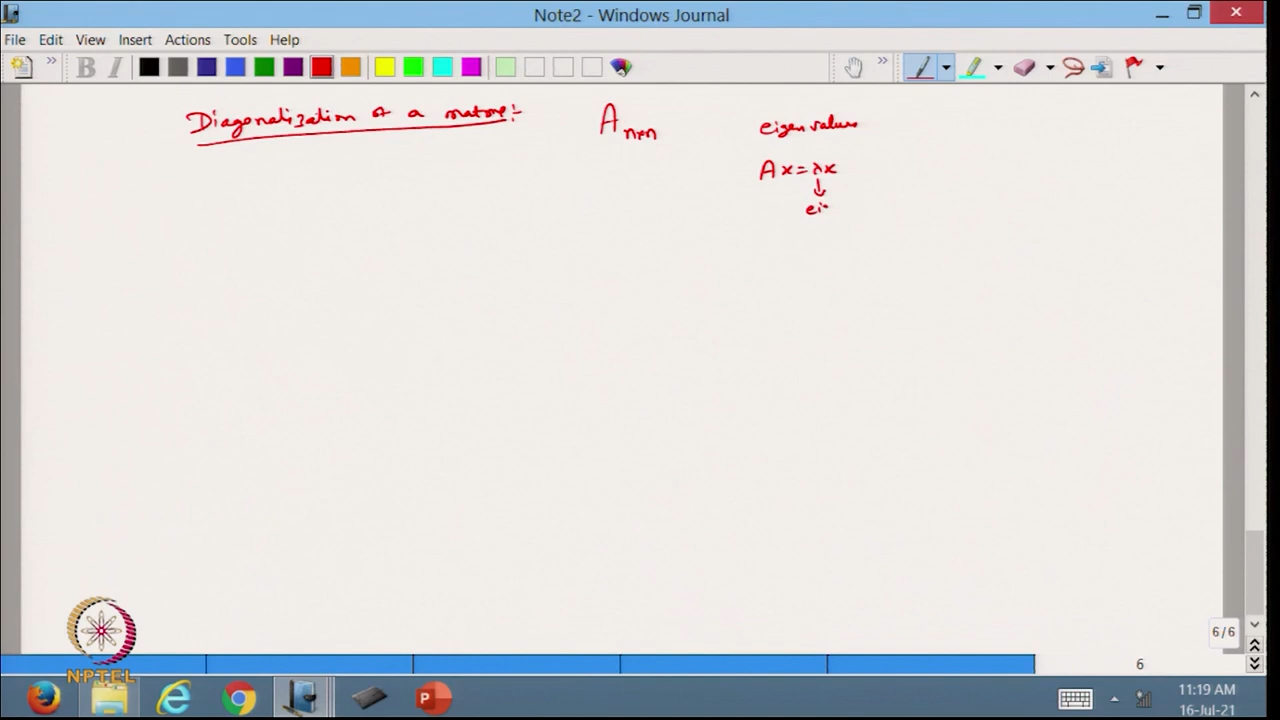 Note2 - Windows Journal
File Edit View Insert Actions Tools Help
B I
Diagonalization of a matrix:- A n×n eigen values
Ax=λx
ei
6/6
6
NPTEL
11:19 AM
16-Jul-21